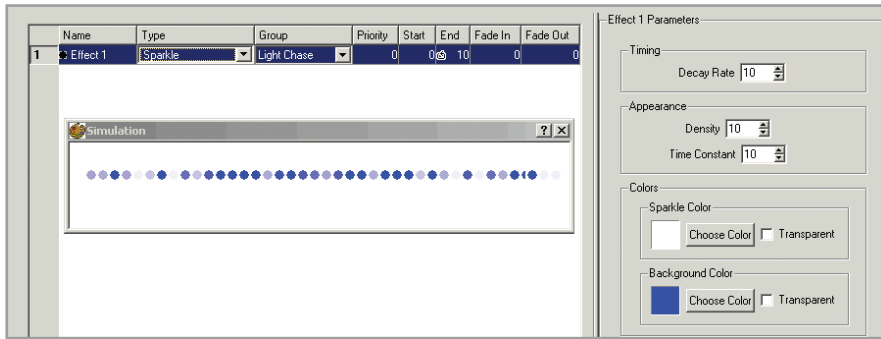 Name Type Group Priority Start End Fade In Fade Out
1 Effect 1 Sparkle Light Chase 0 0 10 0 0
Simulation ? x
Effect 1 Parameters
Timing
Decay Rate 10
Appearance
Density 10
Time Constant 10
Colors
Sparkle Color
Choose Color Transparent
Background Color
Choose Color Transparent